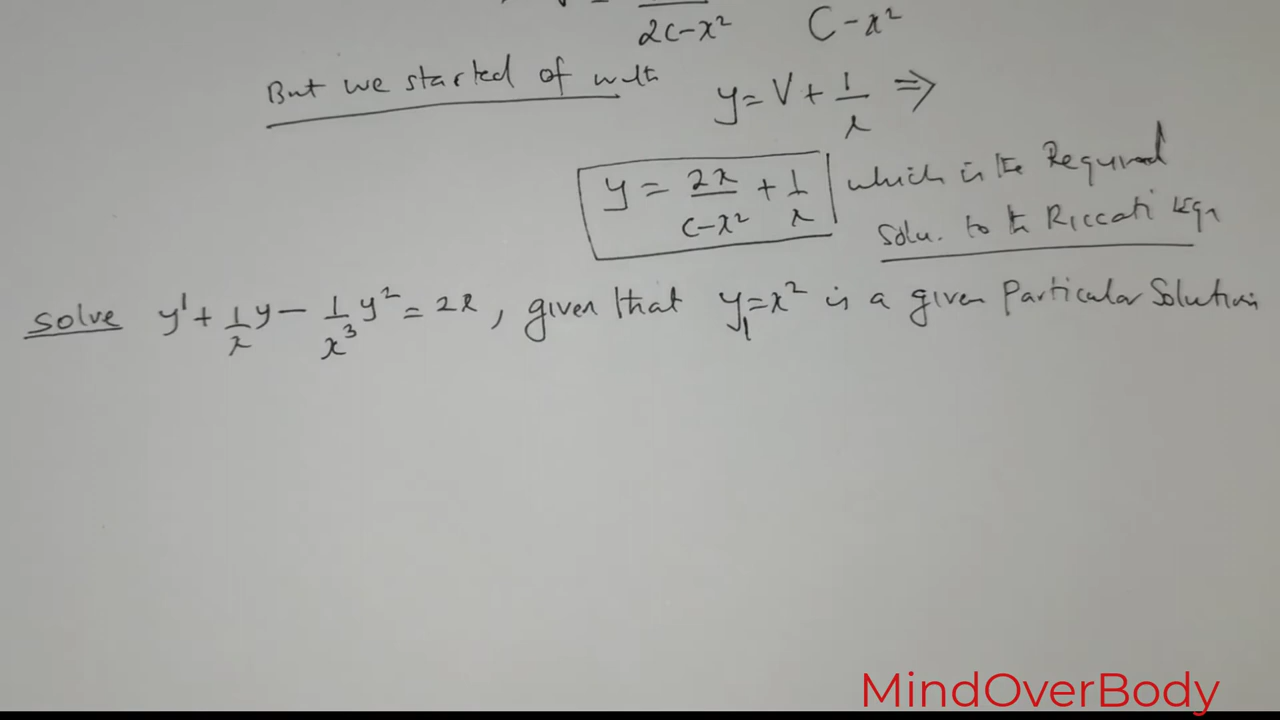 2C-x² C-x²
But we started of with y=V+1/x ⇒
y = 2x/(C-x²) + 1/x which is the Required
Solu. to the Riccati Eqn
Solve y' + 1/x y - 1/x³ y² = 2x, given that y₁=x² is a given Particular Solution
MindOverBody